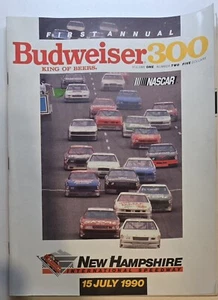 FIRST ANNUAL
Budweiser 300
KING OF BEERS.
NASCAR
NEW HAMPSHIRE
INTERNATIONAL SPEEDWAY
15 JULY 1990